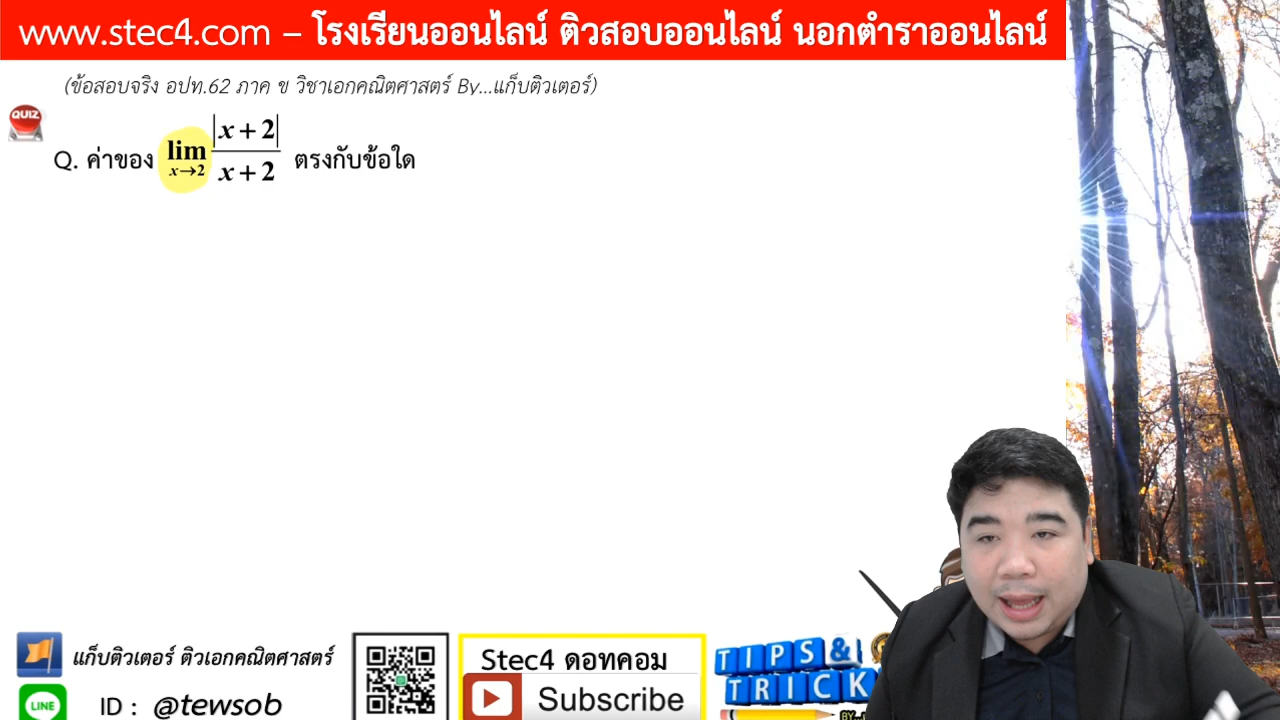 www.stec4.com – โรงเรียนออนไลน์ ติวสอบออนไลน์ นอกตำราออนไลน์
(ข้อสอบจริง อปท.62 ภาค ข วิชาเอกคณิตศาสตร์ By...แก็บติวเตอร์)
QUIZ
Q. ค่าของ lim x→2 |x+2| / x+2 ตรงกับข้อใด
แก็บติวเตอร์ ติวเอกคณิตศาสตร์
LINE ID : @tewsob
Stec4 ดอทคอม
Subscribe
TIPS &
TRICK